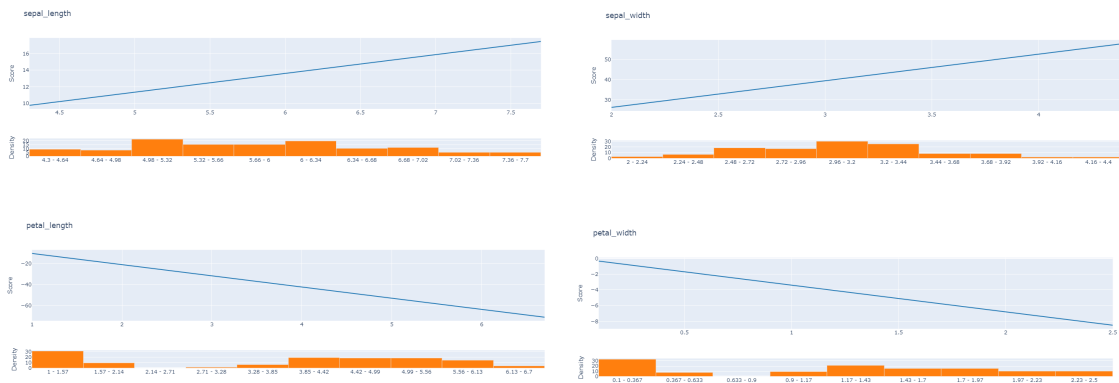 sepal_length
Score
16
14
12
10
4.5 5 5.5 6 6.5 7 7.5
Density
20
15
10
5
0
4.3 - 4.64 4.64 - 4.98 4.98 - 5.32 5.32 - 5.66 5.66 - 6 6 - 6.34 6.34 - 6.68 6.68 - 7.02 7.02 - 7.36 7.36 - 7.7
sepal_width
Score
50
40
30
2 2.5 3 3.5 4
Density
30
20
10
0
2 - 2.24 2.24 - 2.48 2.48 - 2.72 2.72 - 2.96 2.96 - 3.2 3.2 - 3.44 3.44 - 3.68 3.68 - 3.92 3.92 - 4.16 4.16 - 4.4
petal_length
Score
−20
−40
−60
1 2 3 4 5 6
Density
30
20
10
0
1 - 1.57 1.57 - 2.14 2.14 - 2.71 2.71 - 3.28 3.28 - 3.85 3.85 - 4.42 4.42 - 4.99 4.99 - 5.56 5.56 - 6.13 6.13 - 6.7
petal_width
Score
0
−2
−4
−6
−8
0.5 1 1.5 2 2.5
Density
30
20
10
0
0.1 - 0.367 0.367 - 0.633 0.633 - 0.9 0.9 - 1.17 1.17 - 1.43 1.43 - 1.7 1.7 - 1.97 1.97 - 2.23 2.23 - 2.5